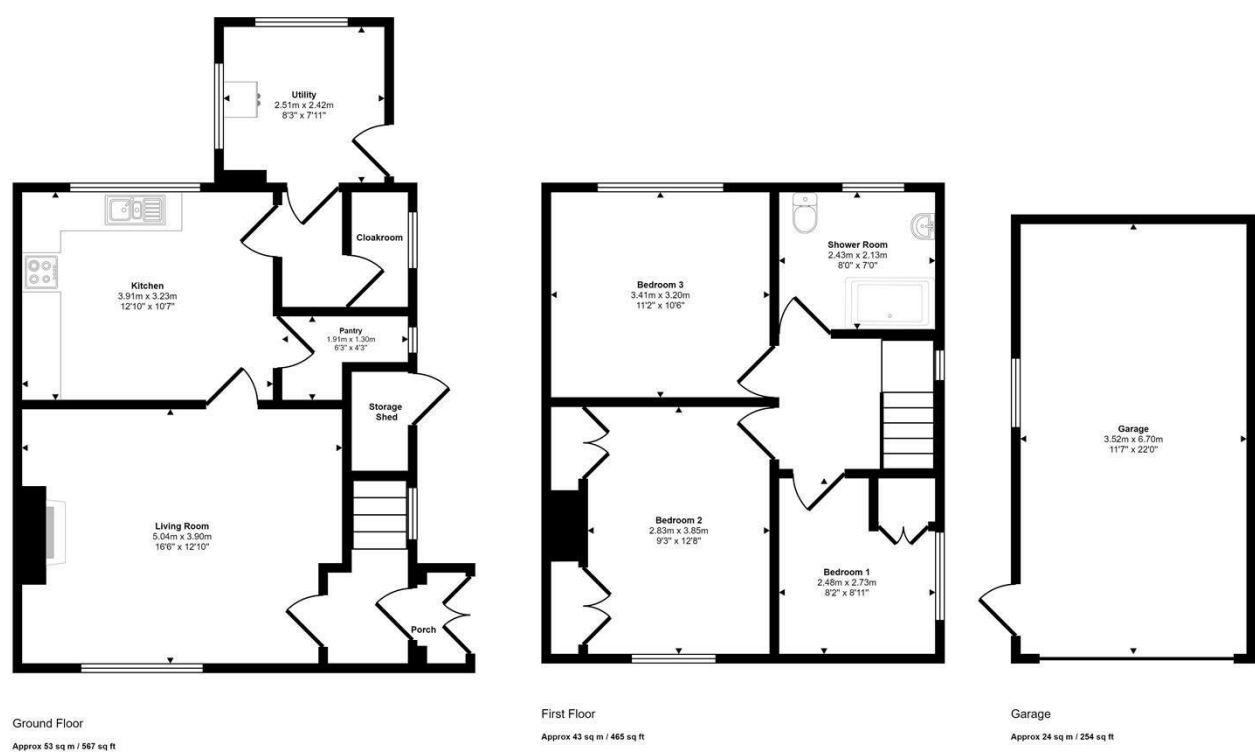 Utility
2.51m x 2.42m
8'3" x 7'11"
Cloakroom
Kitchen
3.91m x 3.23m
12'10" x 10'7"
Pantry
1.91m x 1.30m
6'3" x 4'3"
Storage
Shed
Living Room
5.04m x 3.90m
16'6" x 12'10"
Porch
Ground Floor
Approx 53 sq m / 567 sq ft
Bedroom 3
3.41m x 3.20m
11'2" x 10'6"
Shower Room
2.43m x 2.13m
8'0" x 7'0"
Bedroom 2
2.83m x 3.85m
9'3" x 12'8"
Bedroom 1
2.48m x 2.73m
8'2" x 8'11"
First Floor
Approx 43 sq m / 465 sq ft
Garage
3.52m x 6.70m
11'7" x 22'0"
Garage
Approx 24 sq m / 254 sq ft